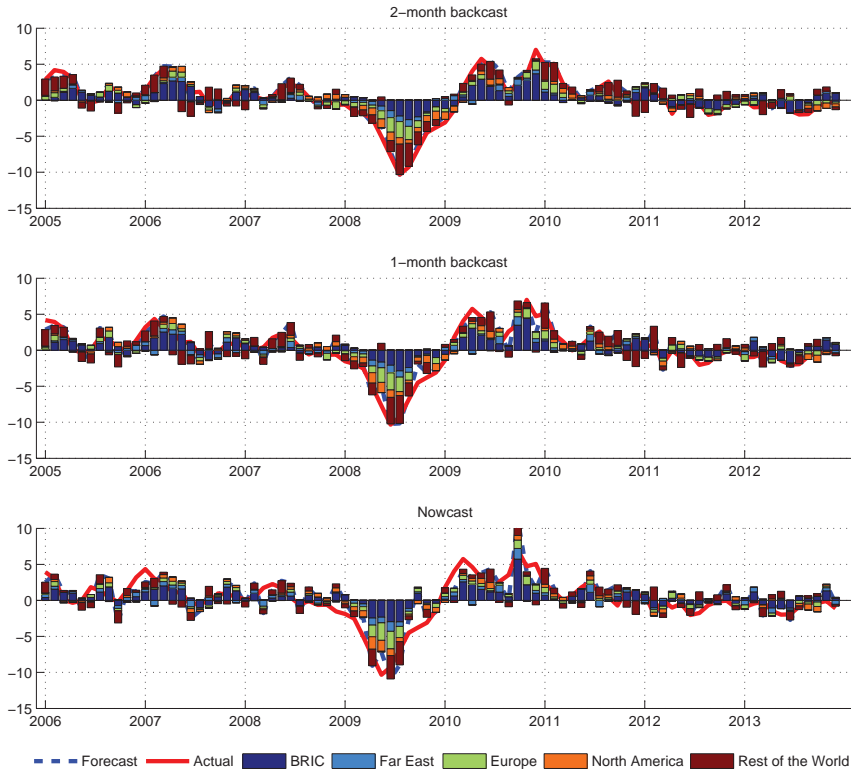 2−month backcast
10
5
0
−5
−10
−15
2005 2006 2007 2008 2009 2010 2011 2012
1−month backcast
10
5
0
−5
−10
−15
2005 2006 2007 2008 2009 2010 2011 2012
Nowcast
10
5
0
−5
−10
−15
2006 2007 2008 2009 2010 2011 2012 2013
Forecast Actual BRIC Far East Europe North America Rest of the World